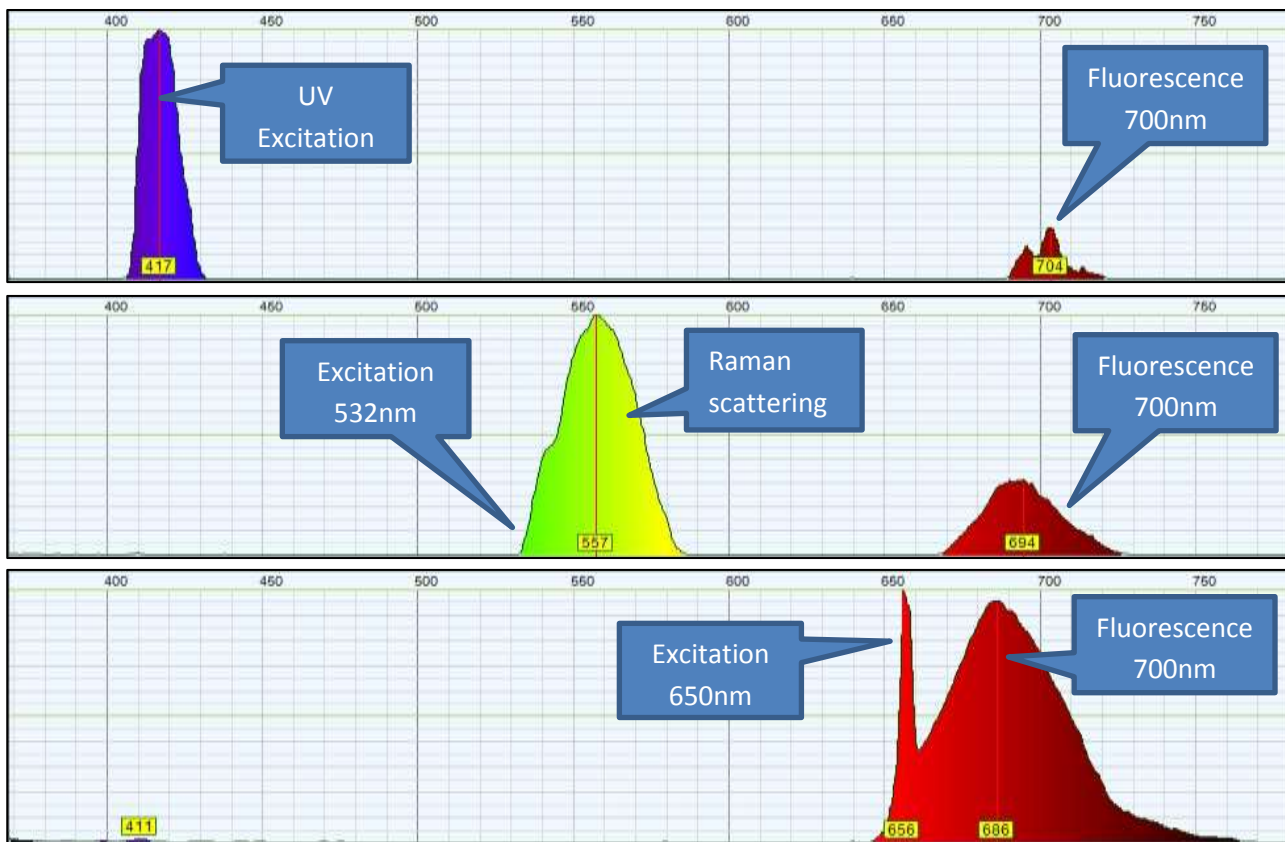 400 450 500 550 600 650 700 750
UV
Excitation
Fluorescence
700nm
417
704
400 450 500 550 600 650 700 750
Excitation
532nm
Raman
scattering
Fluorescence
700nm
557
694
400 450 500 550 600 650 700 750
Excitation
650nm
Fluorescence
700nm
411
656
686